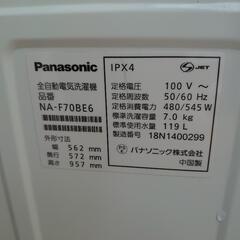 Panasonic
全自動電気洗濯機
品番
NA-F70BE6
外形寸法
幅(約) 562 mm
奥行(約) 572 mm
高さ(約) 957 mm
IPX4
JET
定格電圧 100 V ～
定格周波数 50/60 Hz
定格消費電力 480/545 W
標準洗濯容量 7.0 kg
標準使用水量 119 L
製造番号 18N1400299
パナソニック株式会社
中国製